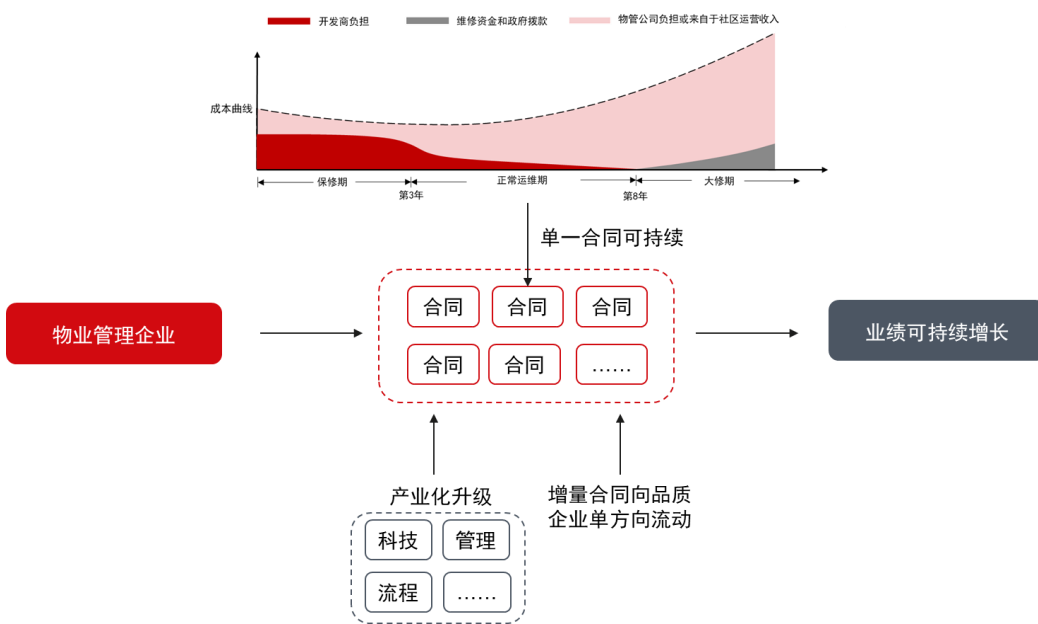 开发商负担
维修资金和政府拨款
物管公司负担或来自于社区运营收入
成本曲线
保修期
正常运维期
大修期
第3年
第8年
单一合同可持续
合同
合同
合同
物业管理企业
业绩可持续增长
合同
合同
......
产业化升级
增量合同向品质
企业单方向流动
科技
管理
流程
......